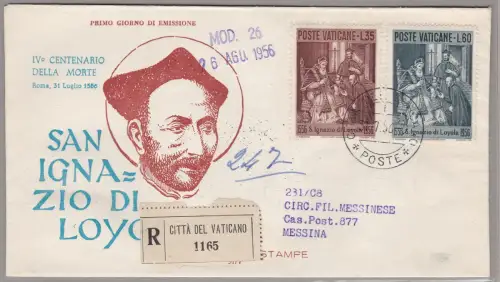 PRIMO GIORNO DI EMISSIONE
IVº CENTENARIO
DELLA MORTE
Roma, 31 Luglio 1556
SAN
IGNA=
ZIO DI
LOYO
MOD. 26
26 AGO. 1956
POSTE VATICANE•L.35
S. Ignazio di Loyola
1556
1956
POSTE VATICANE•L.60
S. Ignazio di Loyola
1556
1956
POSTE
247
R
CITTÀ DEL VATICANO
1165
231/C8
CIRC.FIL.MESSINESE
Cas.Post.877
MESSINA
STAMPE